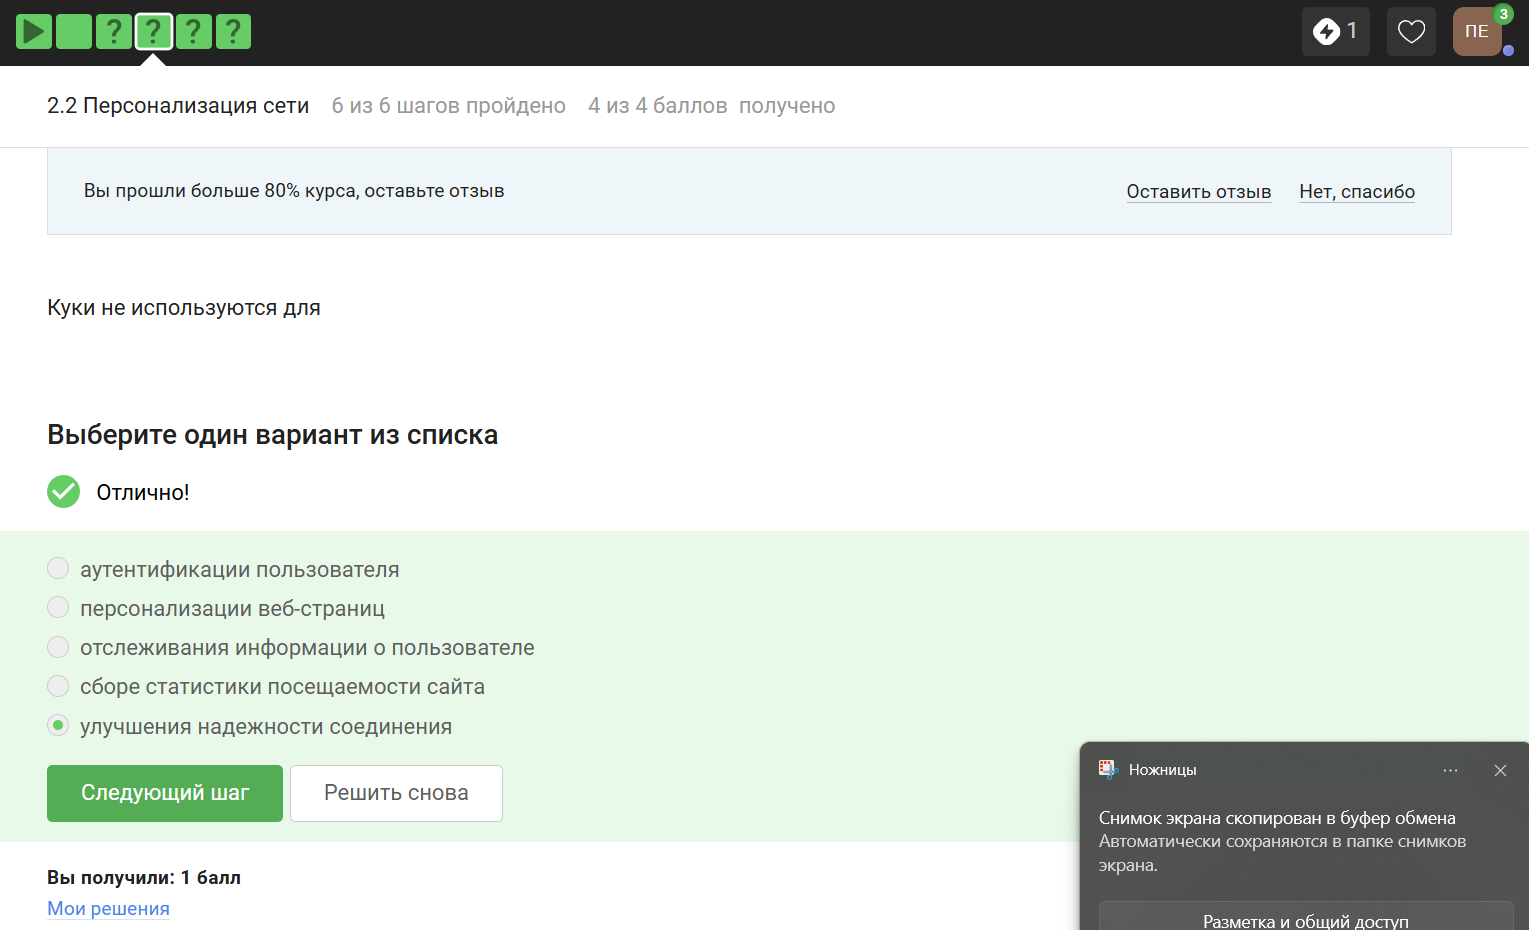 ? ? ? ?
1
ПЕ
3
2.2 Персонализация сети 6 из 6 шагов пройдено 4 из 4 баллов получено
Вы прошли больше 80% курса, оставьте отзыв Оставить отзыв Нет, спасибо
Куки не используются для
Выберите один вариант из списка
Отлично!
аутентификации пользователя
персонализации веб-страниц
отслеживания информации о пользователе
сборе статистики посещаемости сайта
улучшения надежности соединения
Следующий шаг Решить снова
Вы получили: 1 балл
Мои решения
Ножницы
Снимок экрана скопирован в буфер обмена
Автоматически сохраняются в папке снимков
экрана.
Разметка и общий доступ